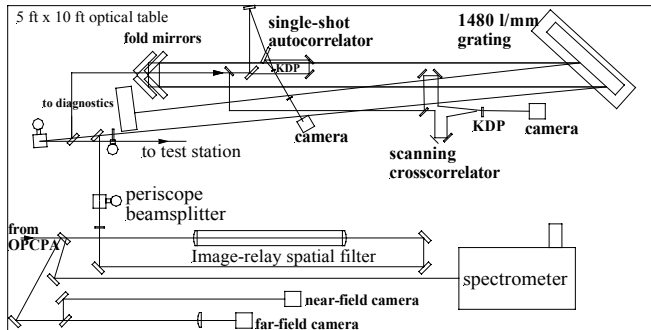 5 ft x 10 ft optical table
single-shot
autocorrelator
1480 l/mm
grating
fold mirrors
KDP
to diagnostics
camera
KDP
camera
to test station
scanning
crosscorrelator
periscope
beamsplitter
from
OPCPA
Image-relay spatial filter
spectrometer
near-field camera
far-field camera